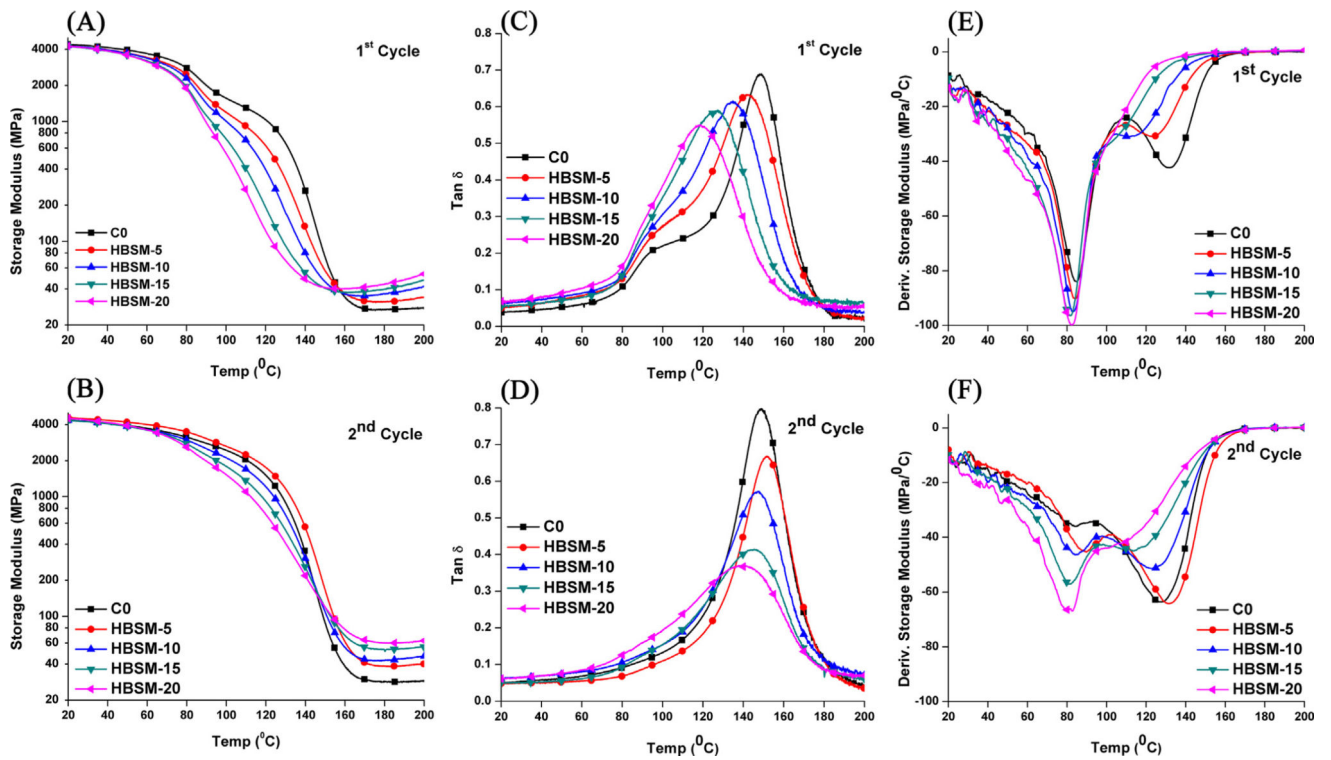 (A)
1st Cycle
Storage Modulus (MPa)
4000
2000
1000
800
600
400
200
100
80
60
40
20
C0
HBSM-5
HBSM-10
HBSM-15
HBSM-20
20 40 60 80 100 120 140 160 180 200
Temp (0C)
(C)
1st Cycle
Tan δ
0.8
0.7
0.6
0.5
0.4
0.3
0.2
0.1
0.0
C0
HBSM-5
HBSM-10
HBSM-15
HBSM-20
20 40 60 80 100 120 140 160 180 200
Temp (0C)
(E)
1st Cycle
Deriv. Storage Modulus (MPa/0C)
0
-20
-40
-60
-80
-100
C0
HBSM-5
HBSM-10
HBSM-15
HBSM-20
20 40 60 80 100 120 140 160 180 200
Temp (0C)
(B)
2nd Cycle
Storage Modulus (MPa)
4000
2000
1000
800
600
400
200
100
80
60
40
20
C0
HBSM-5
HBSM-10
HBSM-15
HBSM-20
20 40 60 80 100 120 140 160 180 200
Temp (0C)
(D)
2nd Cycle
Tan δ
0.8
0.7
0.6
0.5
0.4
0.3
0.2
0.1
0.0
C0
HBSM-5
HBSM-10
HBSM-15
HBSM-20
20 40 60 80 100 120 140 160 180 200
Temp (0C)
(F)
2nd Cycle
Deriv. Storage Modulus (MPa/0C)
0
-20
-40
-60
-80
-100
C0
HBSM-5
HBSM-10
HBSM-15
HBSM-20
20 40 60 80 100 120 140 160 180 200
Temp (0C)